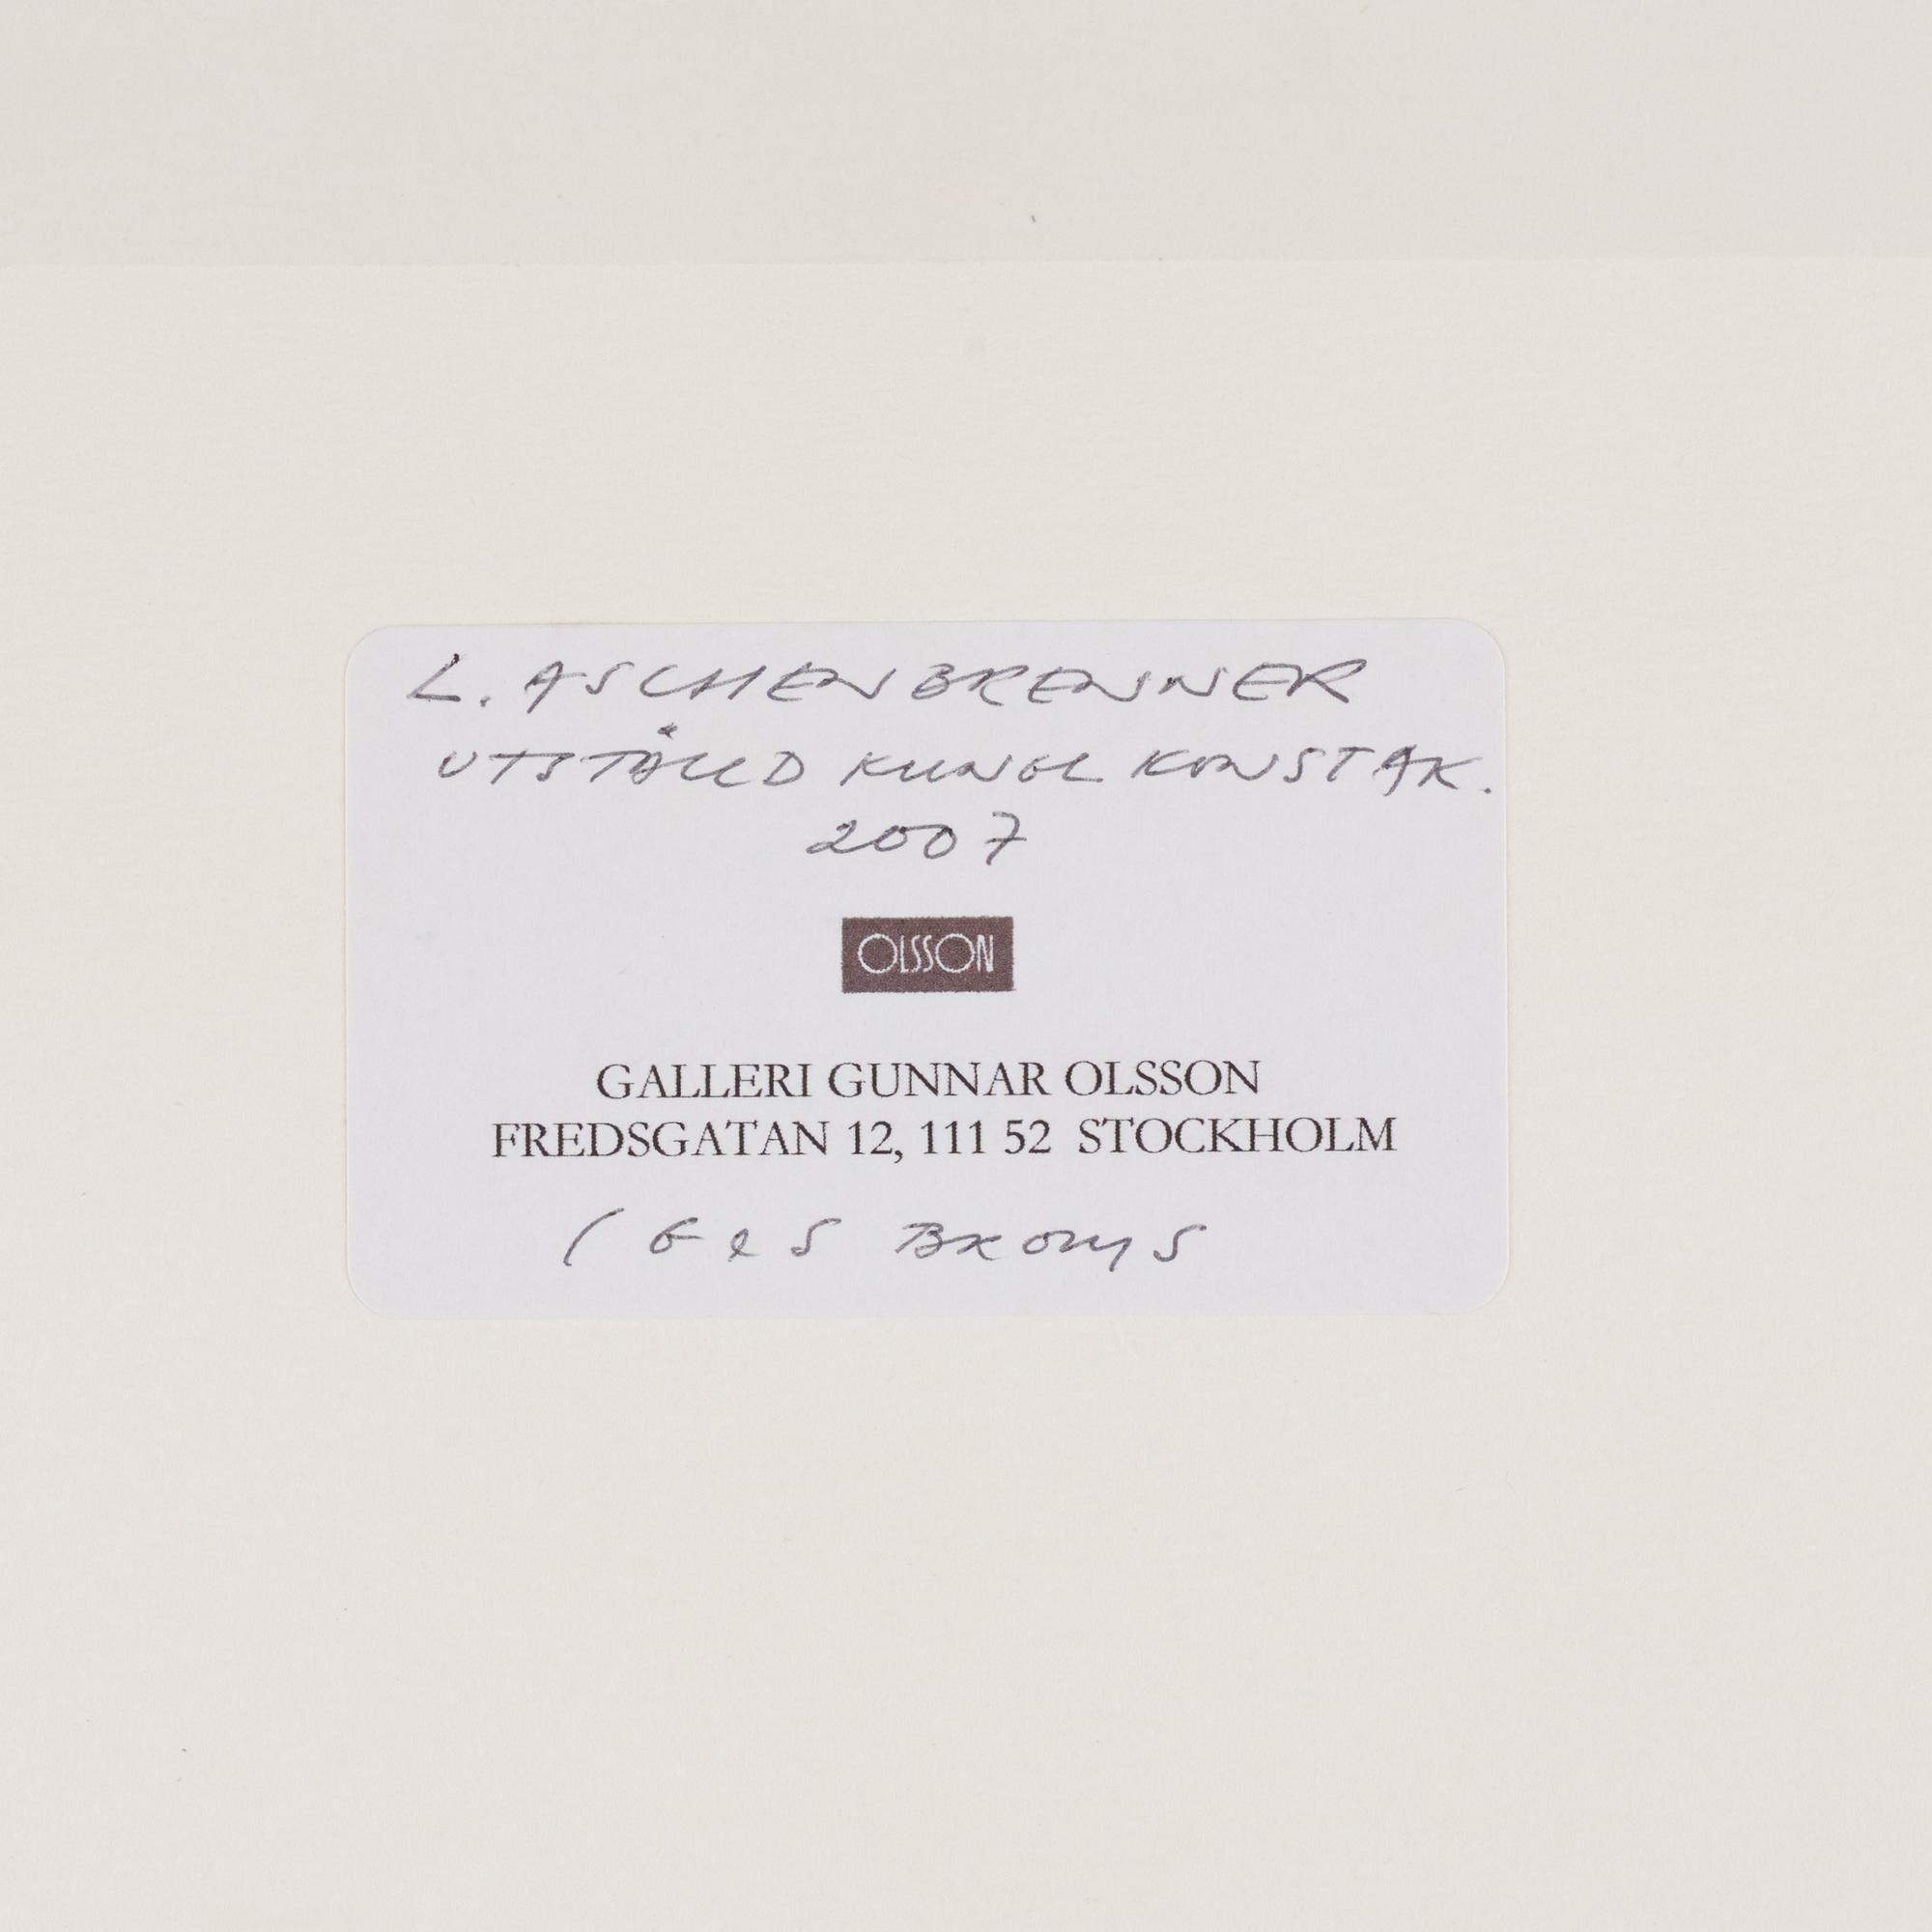 L. ASCHENBRENNER
UTSTÄLLD KUNGL KONSTAK.
2007
OLSSON
GALLERI GUNNAR OLSSON
FREDSGATAN 12, 111 52 STOCKHOLM